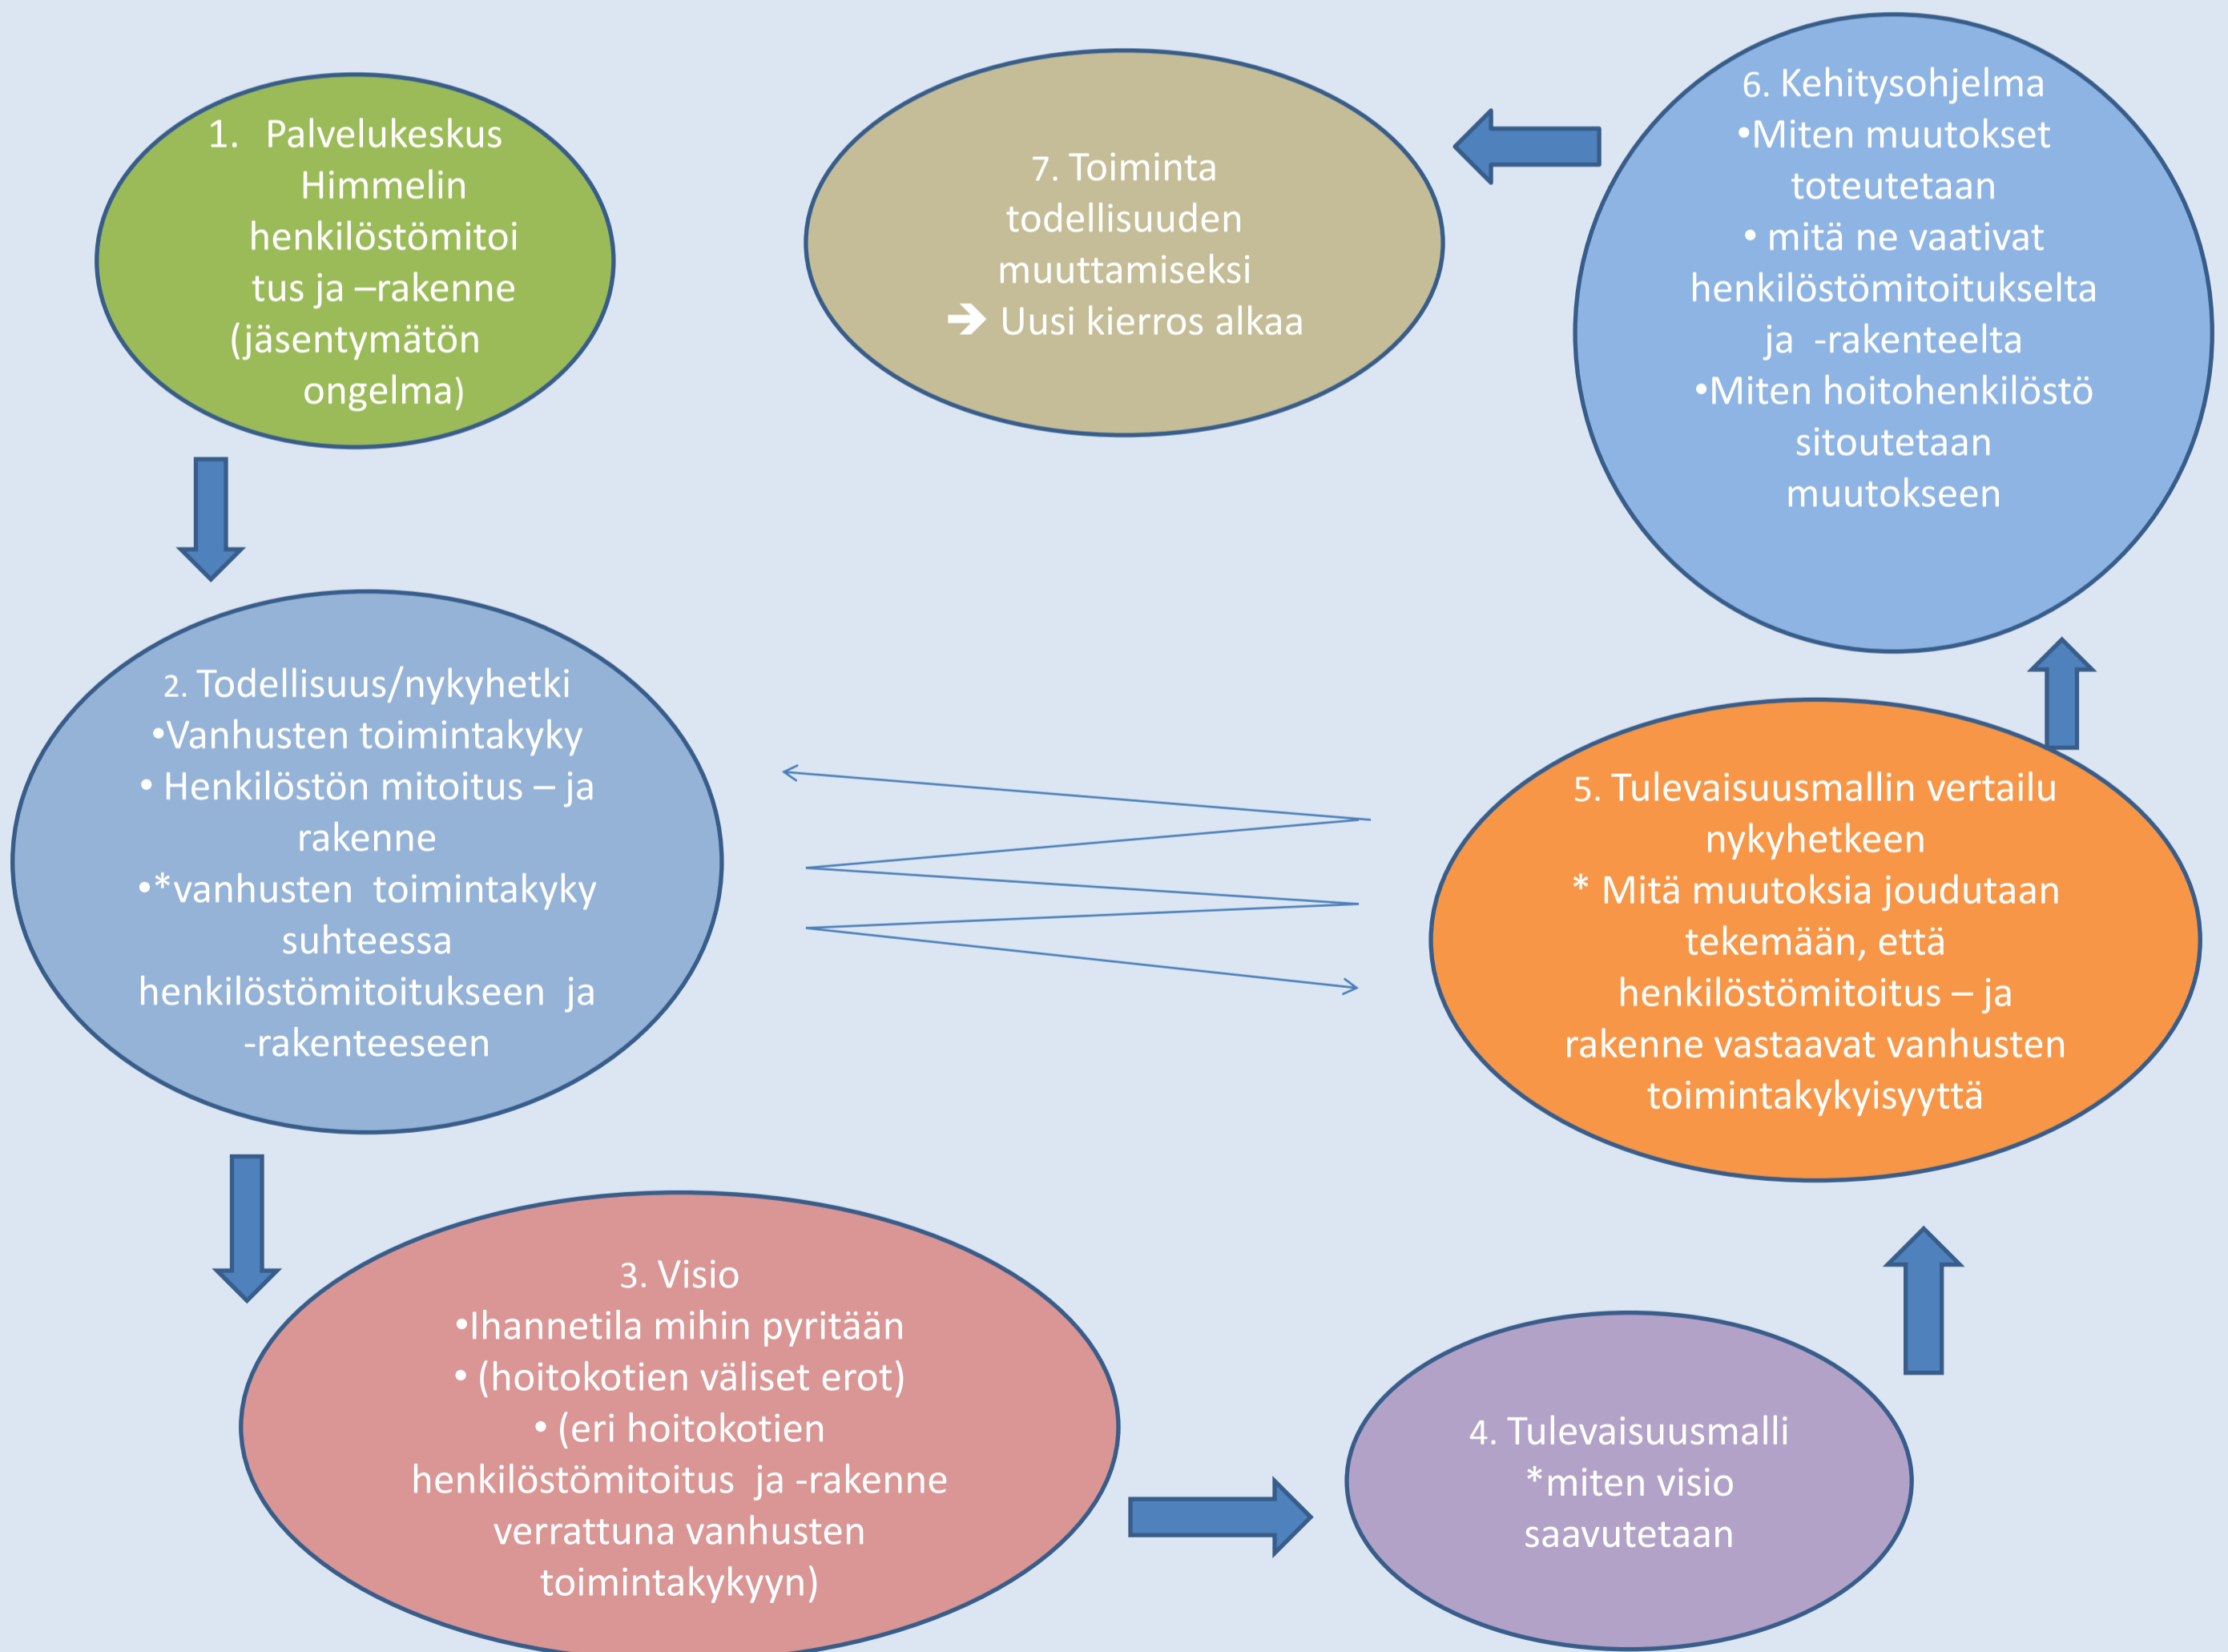 1. Palvelukeskus
Himmelin
henkilöstömitoi
tus ja –rakenne
(jäsentymätön
ongelma)
2. Todellisuus/nykyhetki
•Vanhusten toimintakyky
• Henkilöstön mitoitus – ja
rakenne
•*vanhusten toimintakyky
suhteessa
henkilöstömitoitukseen ja
-rakenteeseen
3. Visio
•Ihannetila mihin pyritään
• (hoitokotien väliset erot)
• (eri hoitokotien
henkilöstömitoitus ja -rakenne
verrattuna vanhusten
toimintakykyyn)
4. Tulevaisuusmalli
*miten visio
saavutetaan
5. Tulevaisuusmallin vertailu
nykyhetkeen
* Mitä muutoksia joudutaan
tekemään, että
henkilöstömitoitus – ja
rakenne vastaavat vanhusten
toimintakykyisyyttä
6. Kehitysohjelma
•Miten muutokset
toteutetaan
• mitä ne vaativat
henkilöstömitoitukselta
ja -rakenteelta
•Miten hoitohenkilöstö
sitoutetaan
muutokseen
7. Toiminta
todellisuuden
muuttamiseksi
➔ Uusi kierros alkaa